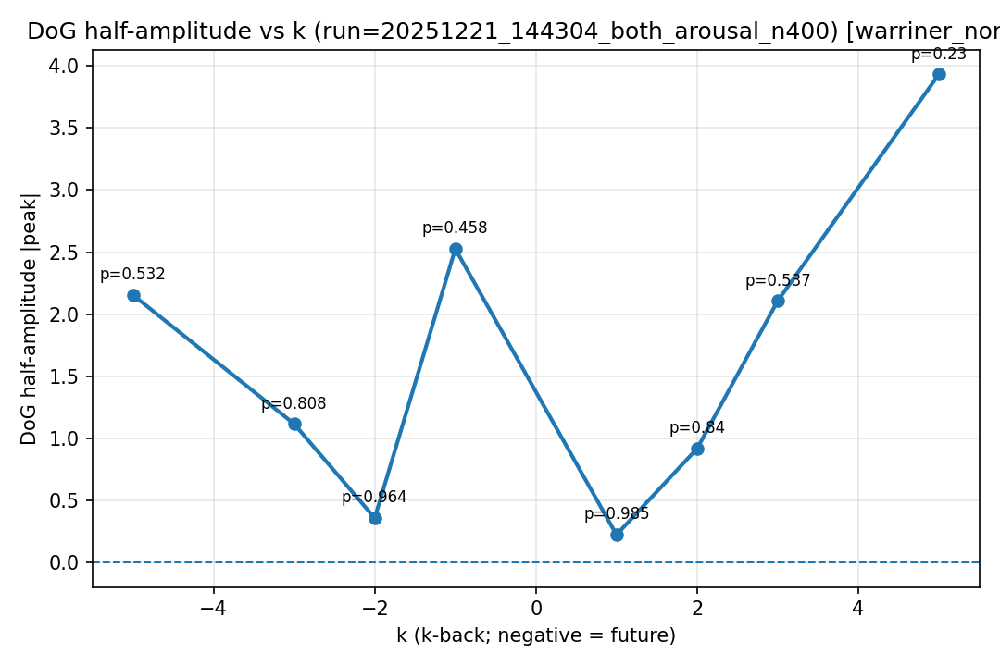 DoG half-amplitude vs k (run=20251221_144304_both_arousal_n400) [warriner_nor
p=0.23
4.0
3.5
3.0
2.5
2.0
1.5
1.0
0.5
0.0
DoG half-amplitude |peak|
p=0.532
p=0.808
p=0.964
p=0.458
p=0.985
p=0.84
p=0.537
−4
−2
0
2
4
k (k-back; negative = future)